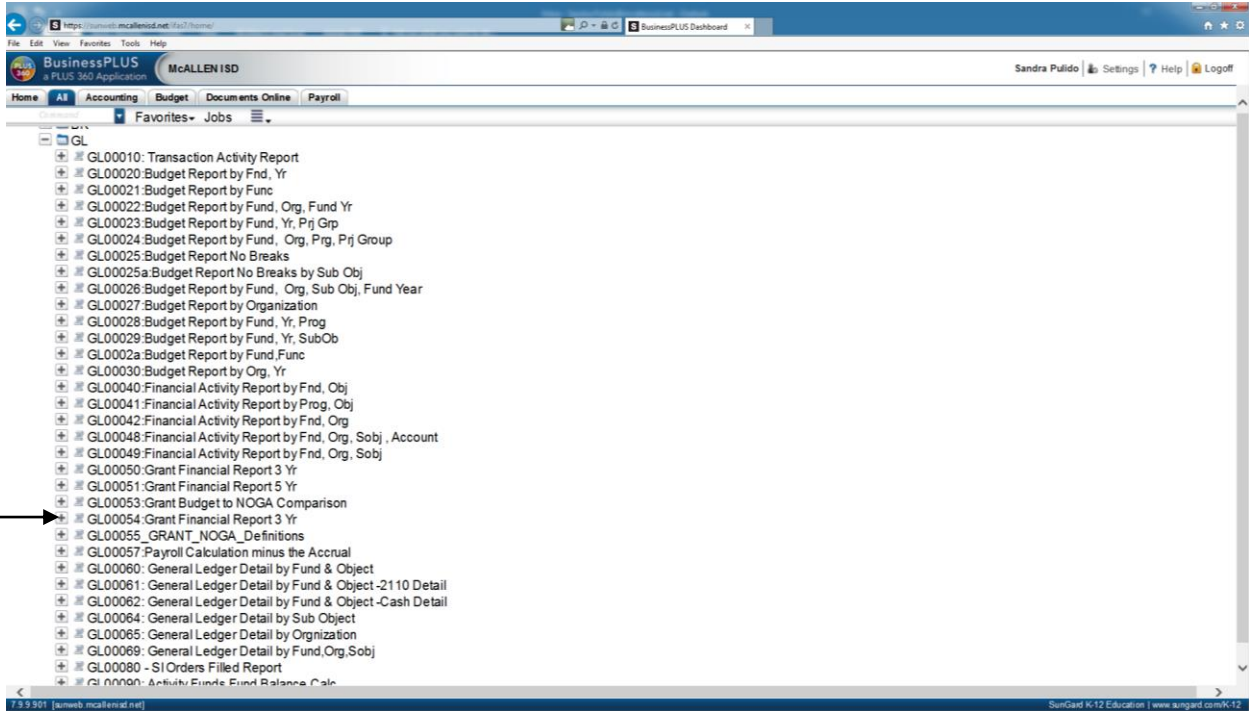 https://sunweb.mcallenisd.net/fas7/home/
BusinessPLUS Dashboard
File Edit View Favorites Tools Help
PLUS 360
BusinessPLUS
a PLUS 360 Application
McALLEN ISD
Sandra Pulido Settings ? Help Logoff
Home All Accounting Budget Documents Online Payroll
Command Favorites Jobs
BK
GL
GL00010: Transaction Activity Report
GL00020:Budget Report by Fnd, Yr
GL00021:Budget Report by Func
GL00022:Budget Report by Fund, Org, Fund Yr
GL00023:Budget Report by Fund, Yr, Prj Grp
GL00024:Budget Report by Fund, Org, Prg, Prj Group
GL00025:Budget Report No Breaks
GL00025a:Budget Report No Breaks by Sub Obj
GL00026:Budget Report by Fund, Org, Sub Obj, Fund Year
GL00027:Budget Report by Organization
GL00028:Budget Report by Fund, Yr, Prog
GL00029:Budget Report by Fund, Yr, SubOb
GL0002a:Budget Report by Fund,Func
GL00030:Budget Report by Org, Yr
GL00040:Financial Activity Report by Fnd, Obj
GL00041:Financial Activity Report by Prog, Obj
GL00042:Financial Activity Report by Fnd, Org
GL00048:Financial Activity Report by Fnd, Org, Sobj , Account
GL00049:Financial Activity Report by Fnd, Org, Sobj
GL00050:Grant Financial Report 3 Yr
GL00051:Grant Financial Report 5 Yr
GL00053:Grant Budget to NOGA Comparison
GL00054:Grant Financial Report 3 Yr
GL00055_GRANT_NOGA_Definitions
GL00057:Payroll Calculation minus the Accrual
GL00060: General Ledger Detail by Fund & Object
GL00061: General Ledger Detail by Fund & Object -2110 Detail
GL00062: General Ledger Detail by Fund & Object -Cash Detail
GL00064: General Ledger Detail by Sub Object
GL00065: General Ledger Detail by Orgnization
GL00069: General Ledger Detail by Fund,Org,Sobj
GL00080 - SI Orders Filled Report
GL00090: Activity Funds Fund Balance Calc
7.9.9.901 [sunweb.mcallenisd.net] SunGard K-12 Education | www.sungard.com/K-12